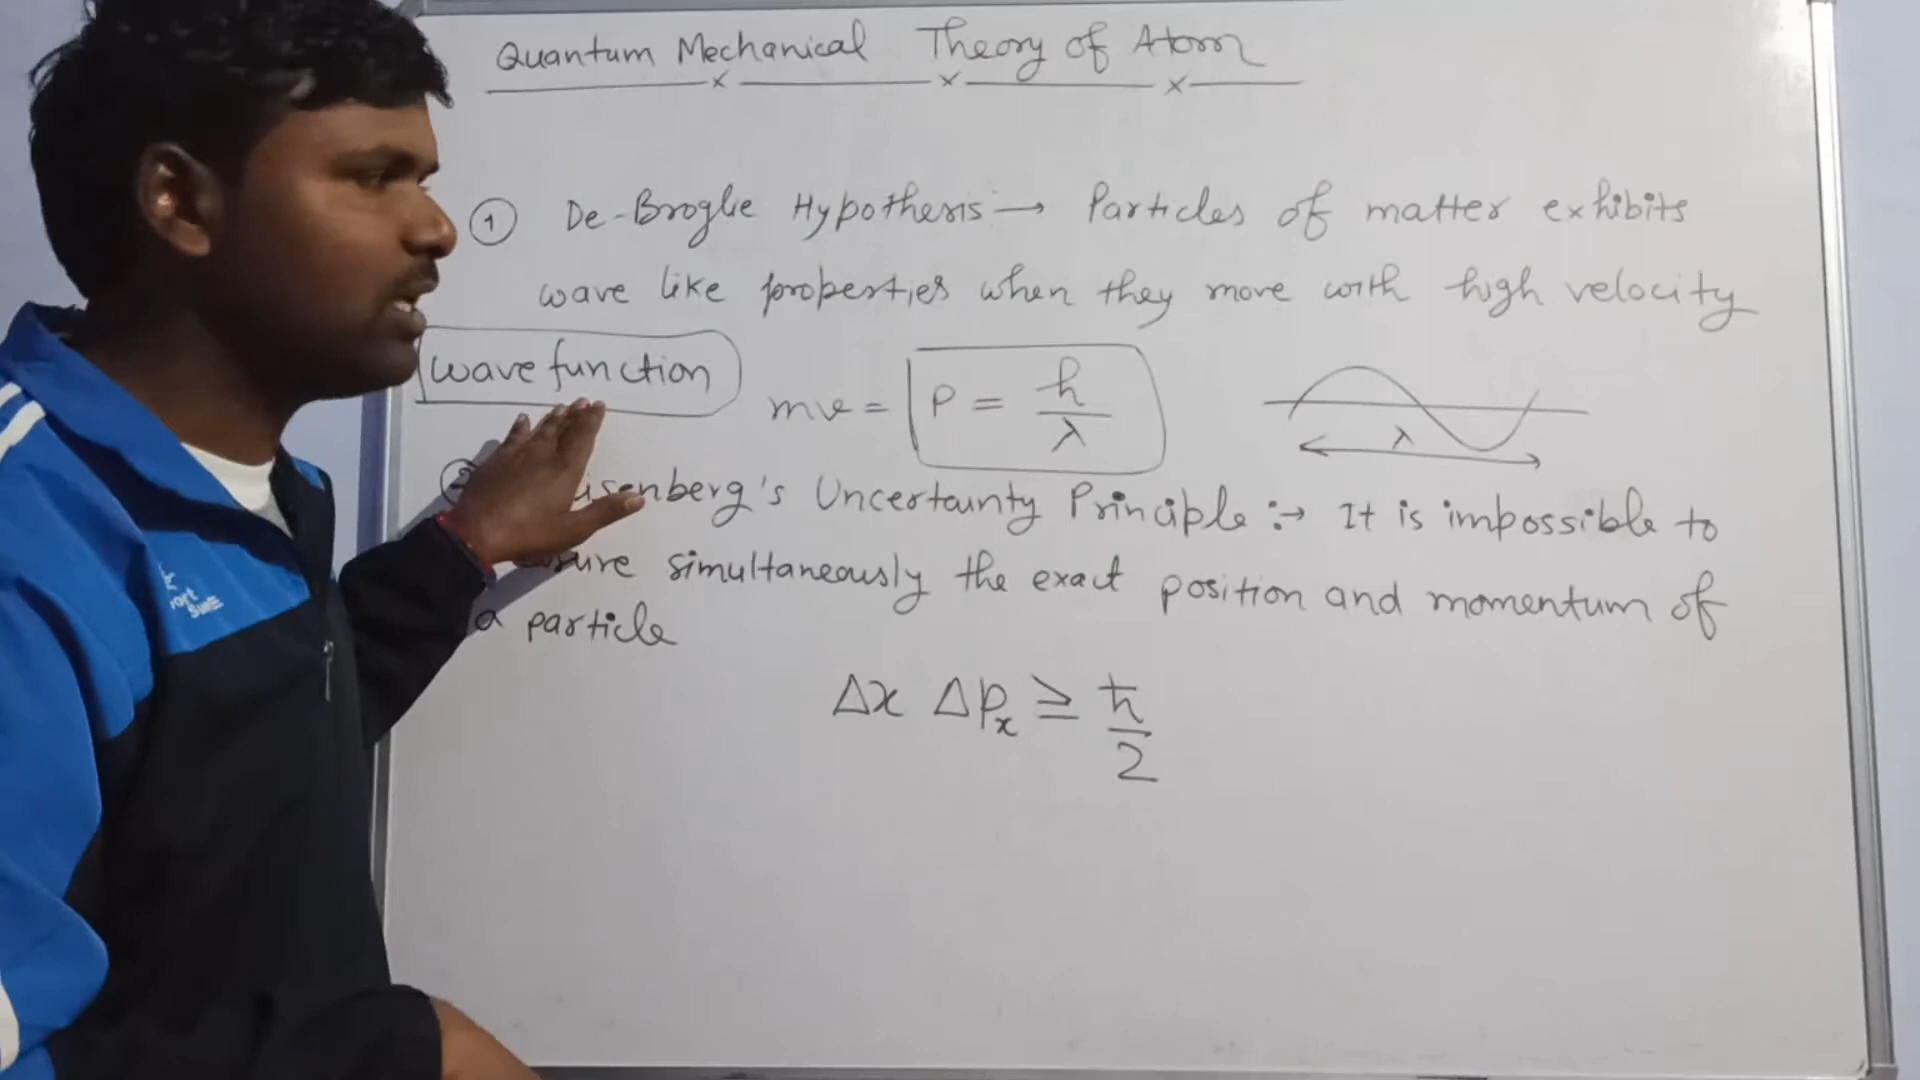 Quantum Mechanical Theory of Atom
① De-Broglie Hypothesis → Particles of matter exhibits
wave like properties when they move with high velocity
wave function
mv = P = h/λ
λ
② Uncertainty Principle :→ It is impossible to
simultaneously the exact position and momentum of
a particle
Δx Δpₓ ≥ ħ/2